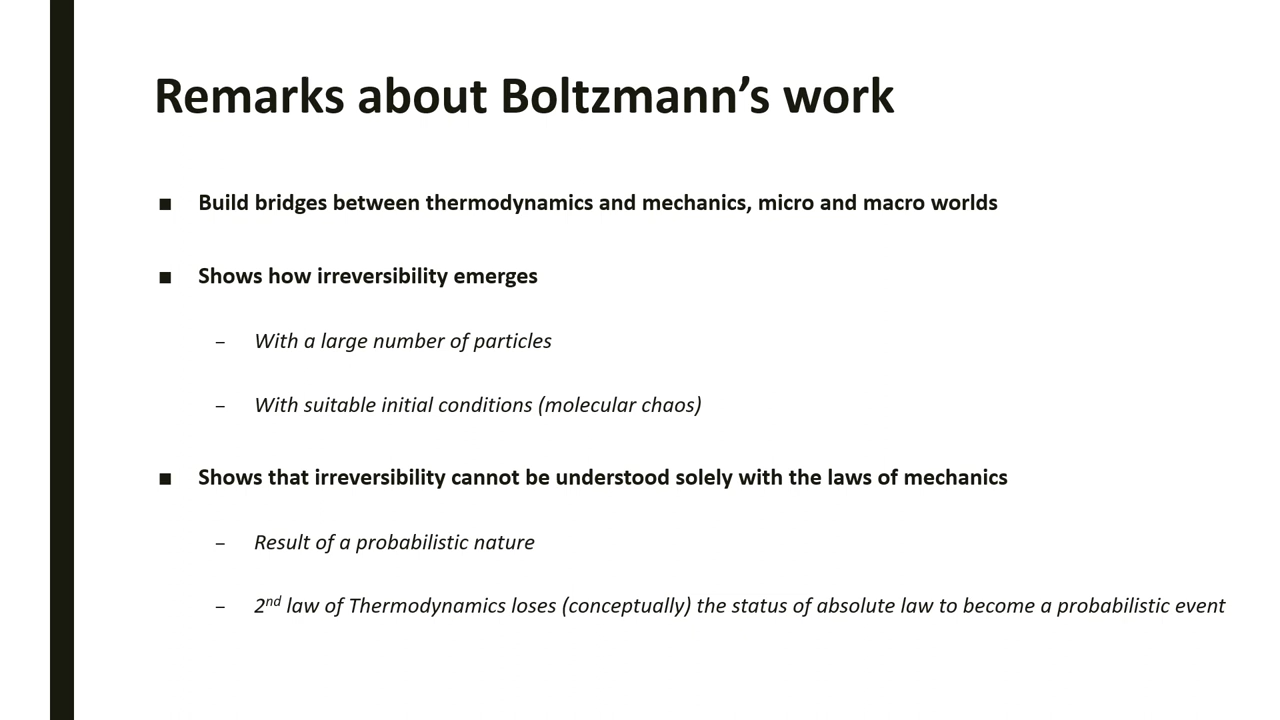 Remarks about Boltzmann’s work
■ Build bridges between thermodynamics and mechanics, micro and macro worlds
■ Shows how irreversibility emerges
– With a large number of particles
– With suitable initial conditions (molecular chaos)
■ Shows that irreversibility cannot be understood solely with the laws of mechanics
– Result of a probabilistic nature
– 2nd law of Thermodynamics loses (conceptually) the status of absolute law to become a probabilistic event